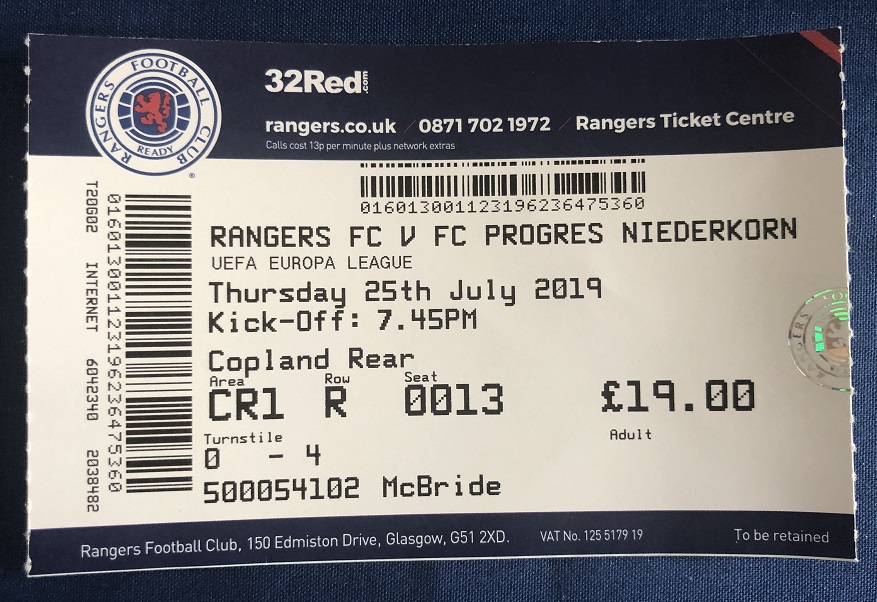 RANGERS FOOTBALL CLUB
READY
32Red.com
rangers.co.uk / 0871 702 1972 / Rangers Ticket Centre
Calls cost 13p per minute plus network extras
01601300112319623647​5360
RANGERS FC V FC PROGRES NIEDERKORN
UEFA EUROPA LEAGUE
Thursday 25th July 2019
Kick-Off: 7.45PM
Copland Rear
Area Row Seat
CR1 R 0013 £19.00
Turnstile Adult
0 - 4
500054102 McBride
T20G02 INTERNET 6042340 2038482
016013001123196236475360
RANGERS
Rangers Football Club, 150 Edmiston Drive, Glasgow, G51 2XD. VAT No. 125 5179 19 To be retained